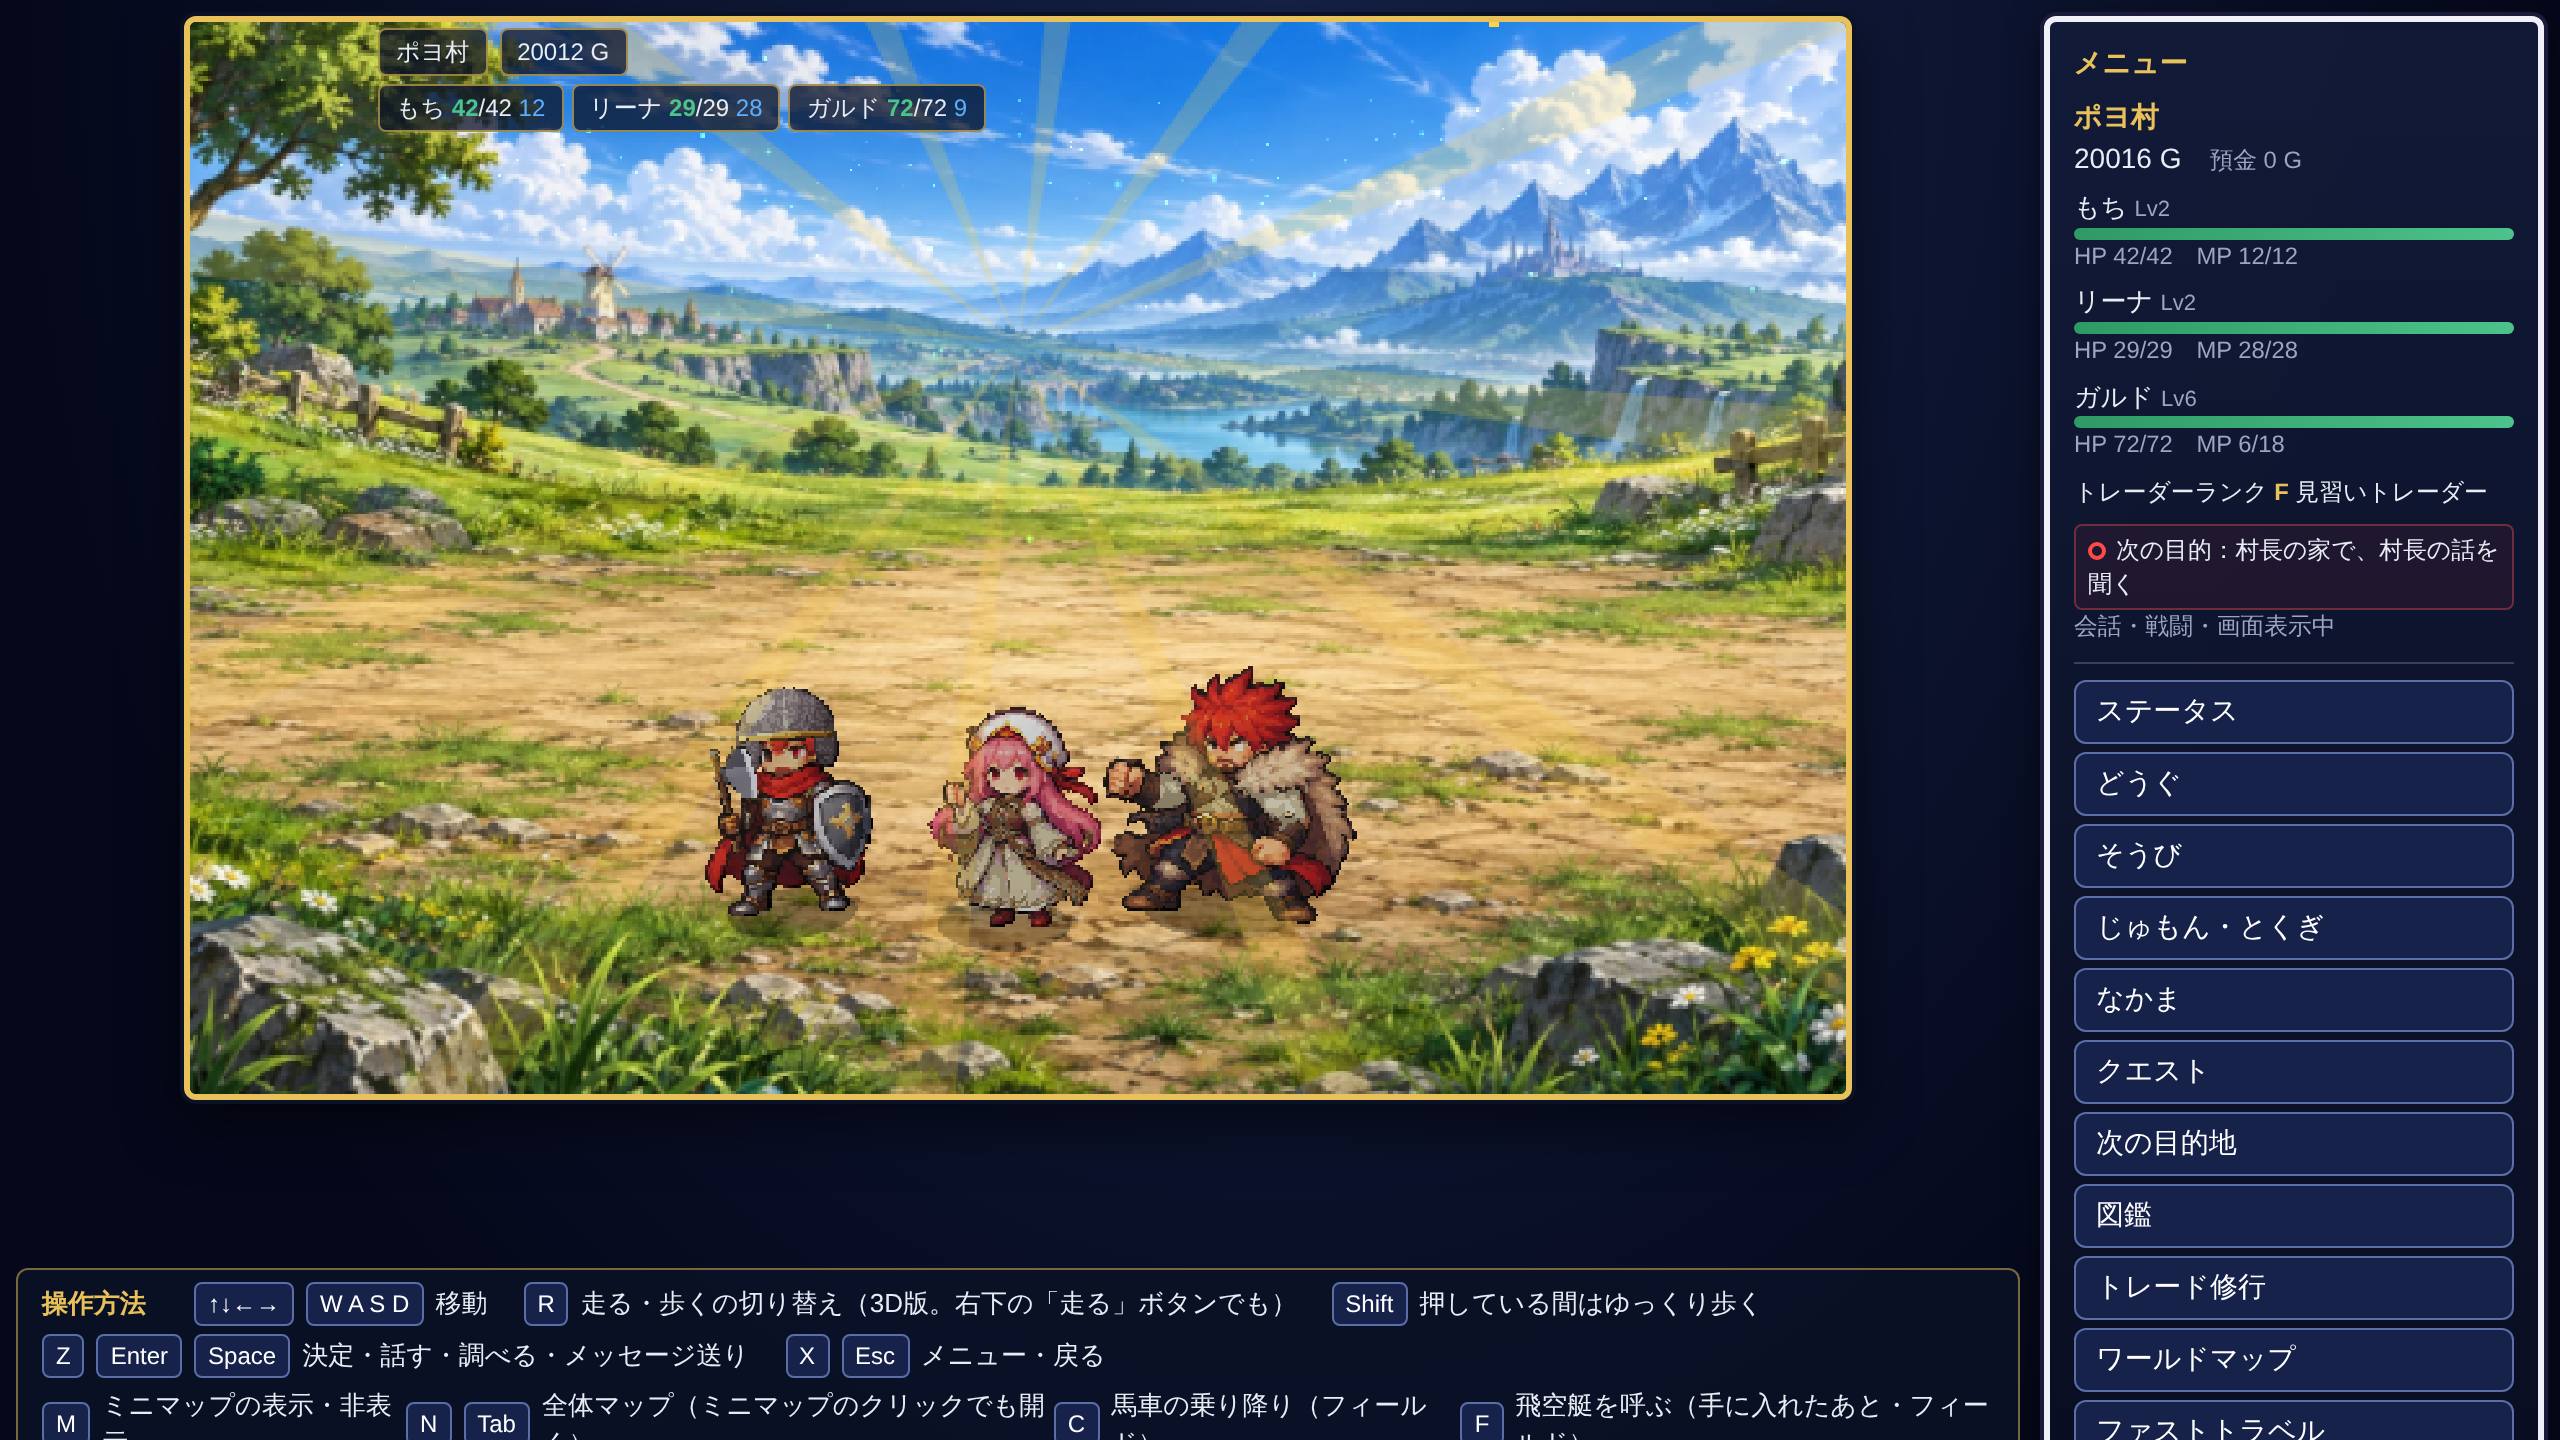 ポヨ村 20012 G
もち 42/42 12 リーナ 29/29 28 ガルド 72/72 9
メニュー
ポヨ村
20016 G 預金 0 G
もち Lv2
HP 42/42 MP 12/12
リーナ Lv2
HP 29/29 MP 28/28
ガルド Lv6
HP 72/72 MP 6/18
トレーダーランク F 見習いトレーダー
次の目的：村長の家で、村長の話を
聞く
会話・戦闘・画面表示中
ステータス
どうぐ
そうび
じゅもん・とくぎ
なかま
クエスト
次の目的地
図鑑
トレード修行
ワールドマップ
ファストトラベル
操作方法 ↑↓←→ W A S D 移動 R 走る・歩くの切り替え（3D版。右下の「走る」ボタンでも） Shift 押している間はゆっくり歩く
Z Enter Space 決定・話す・調べる・メッセージ送り X Esc メニュー・戻る
M ミニマップの表示・非表 N Tab 全体マップ（ミニマップのクリックでも開 C 馬車の乗り降り（フィール F 飛空艇を呼ぶ（手に入れたあと・フィー